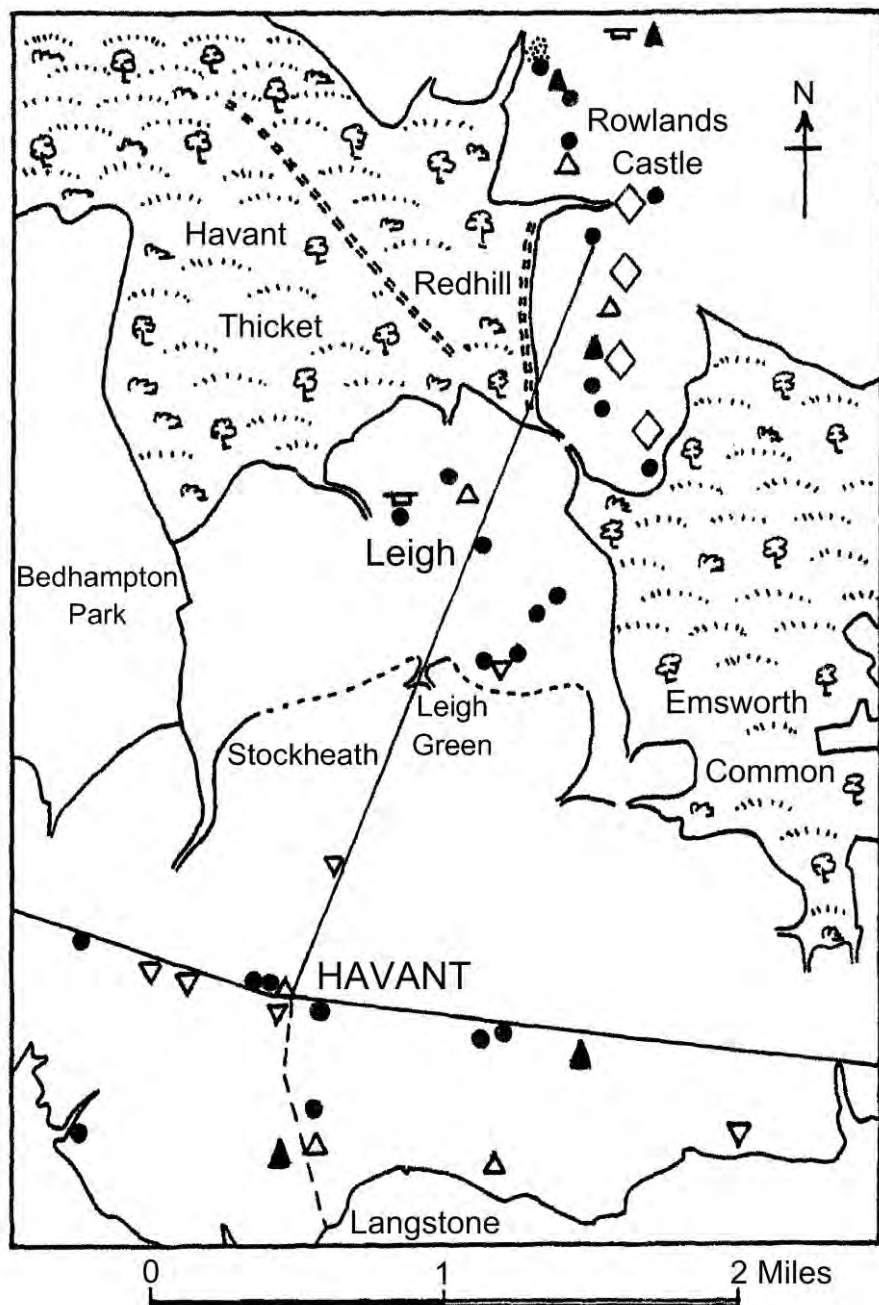 N
Rowlands
Castle
Havant
Thicket
Redhill
Leigh
Bedhampton
Park
Stockheath
Leigh
Green
Emsworth
Common
HAVANT
Langstone
0 1 2 Miles